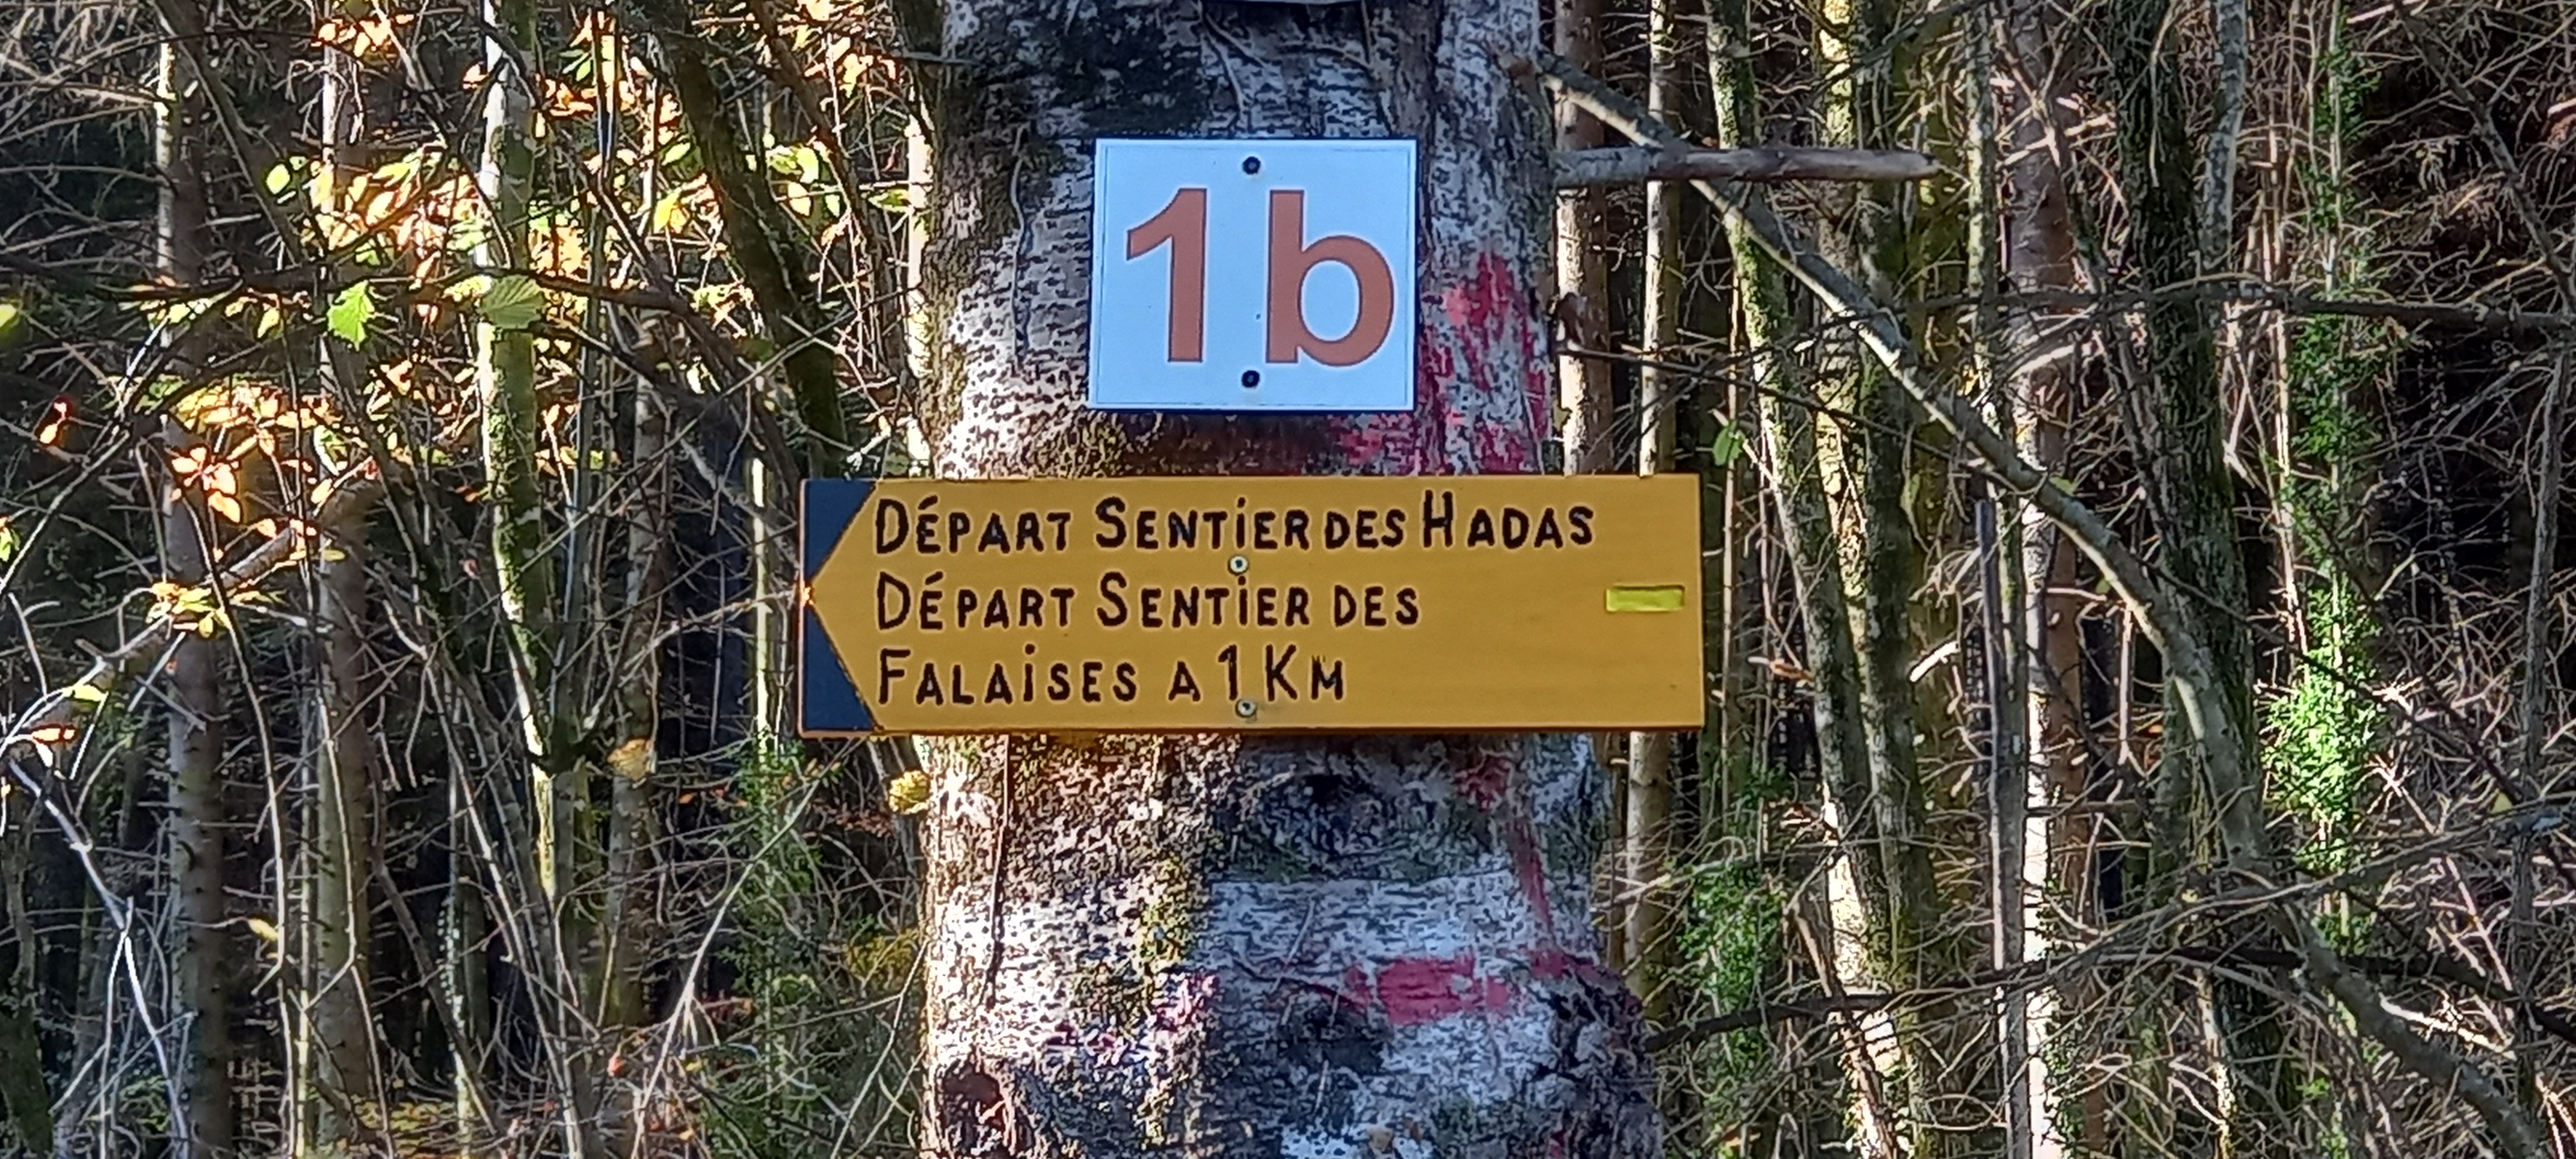 1b
DÉPART SENTiER DES HADAS
DÉPART SENTiER DES
FALAiSES A 1 KM